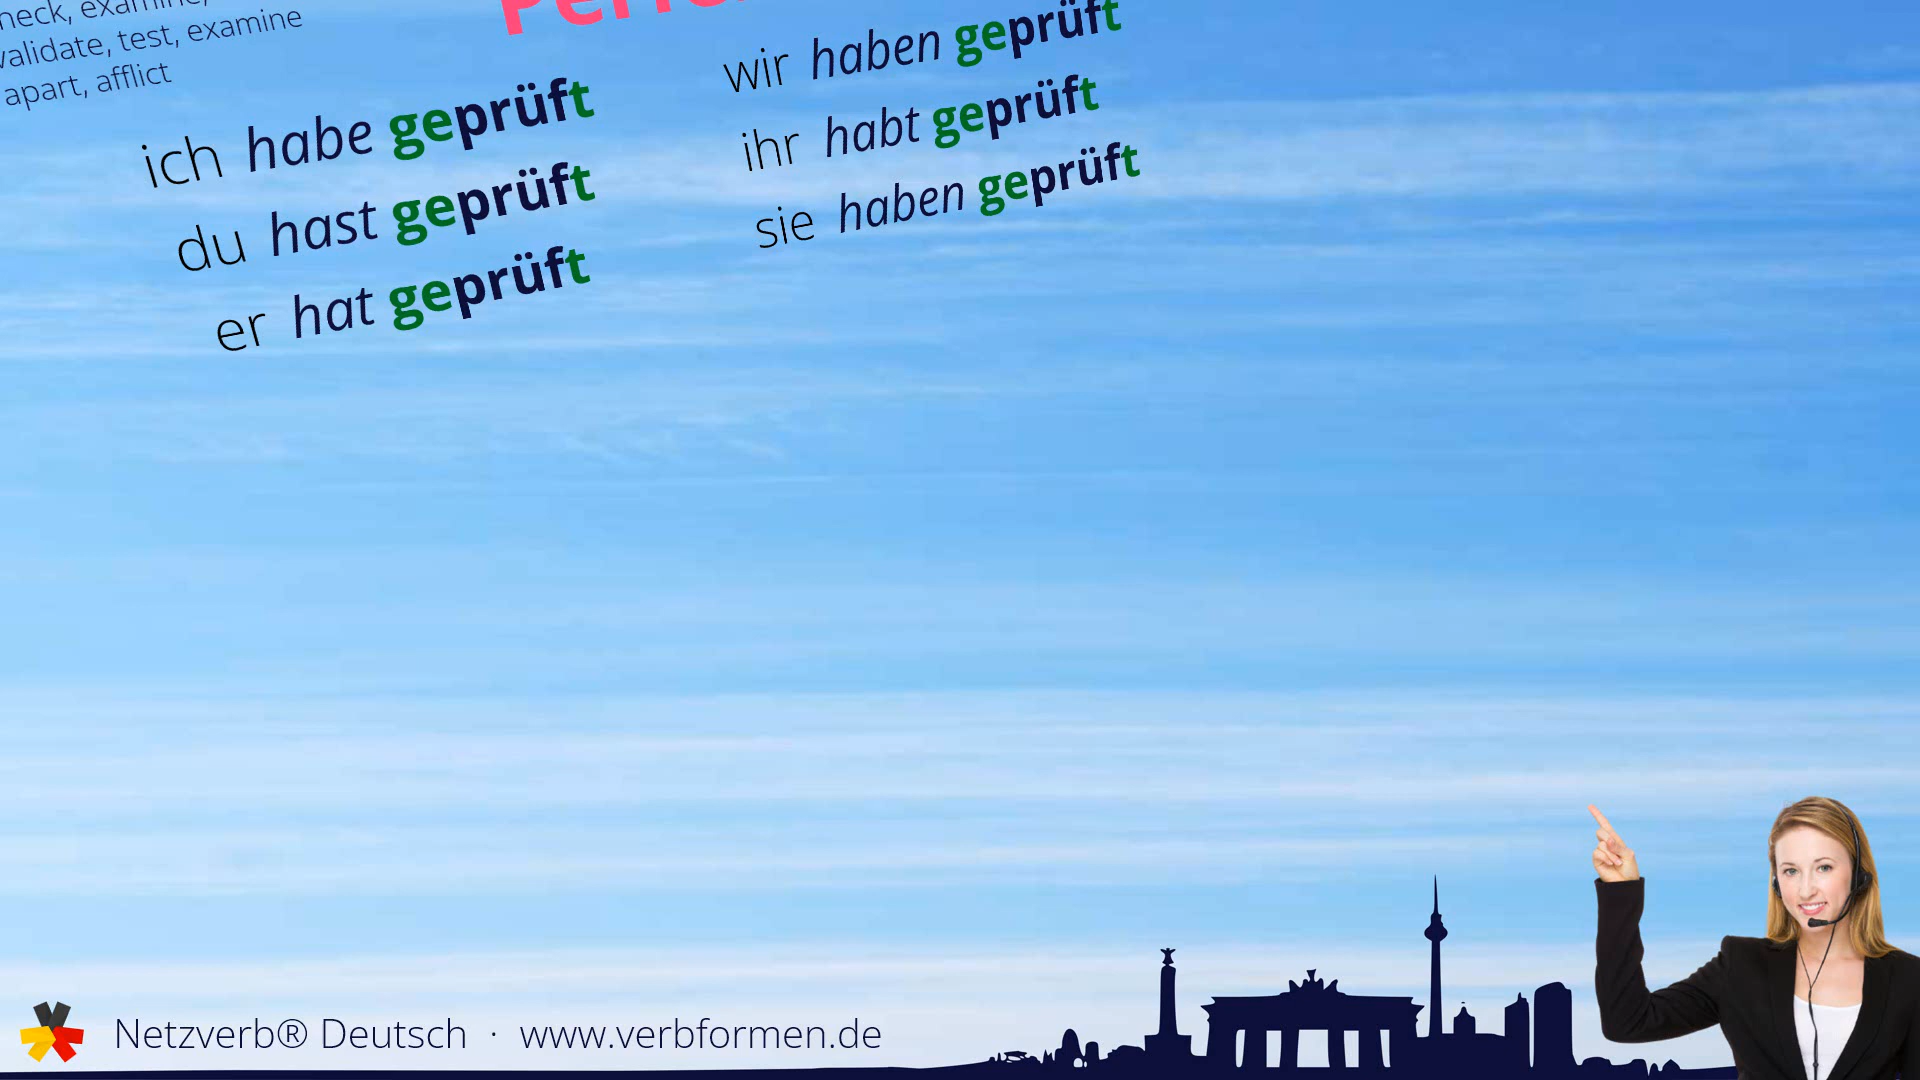 validate, test, examine
apart, afflict
ich habe geprüft
du hast geprüft
er hat geprüft
wir haben geprüft
ihr habt geprüft
sie haben geprüft
Netzverb® Deutsch · www.verbformen.de